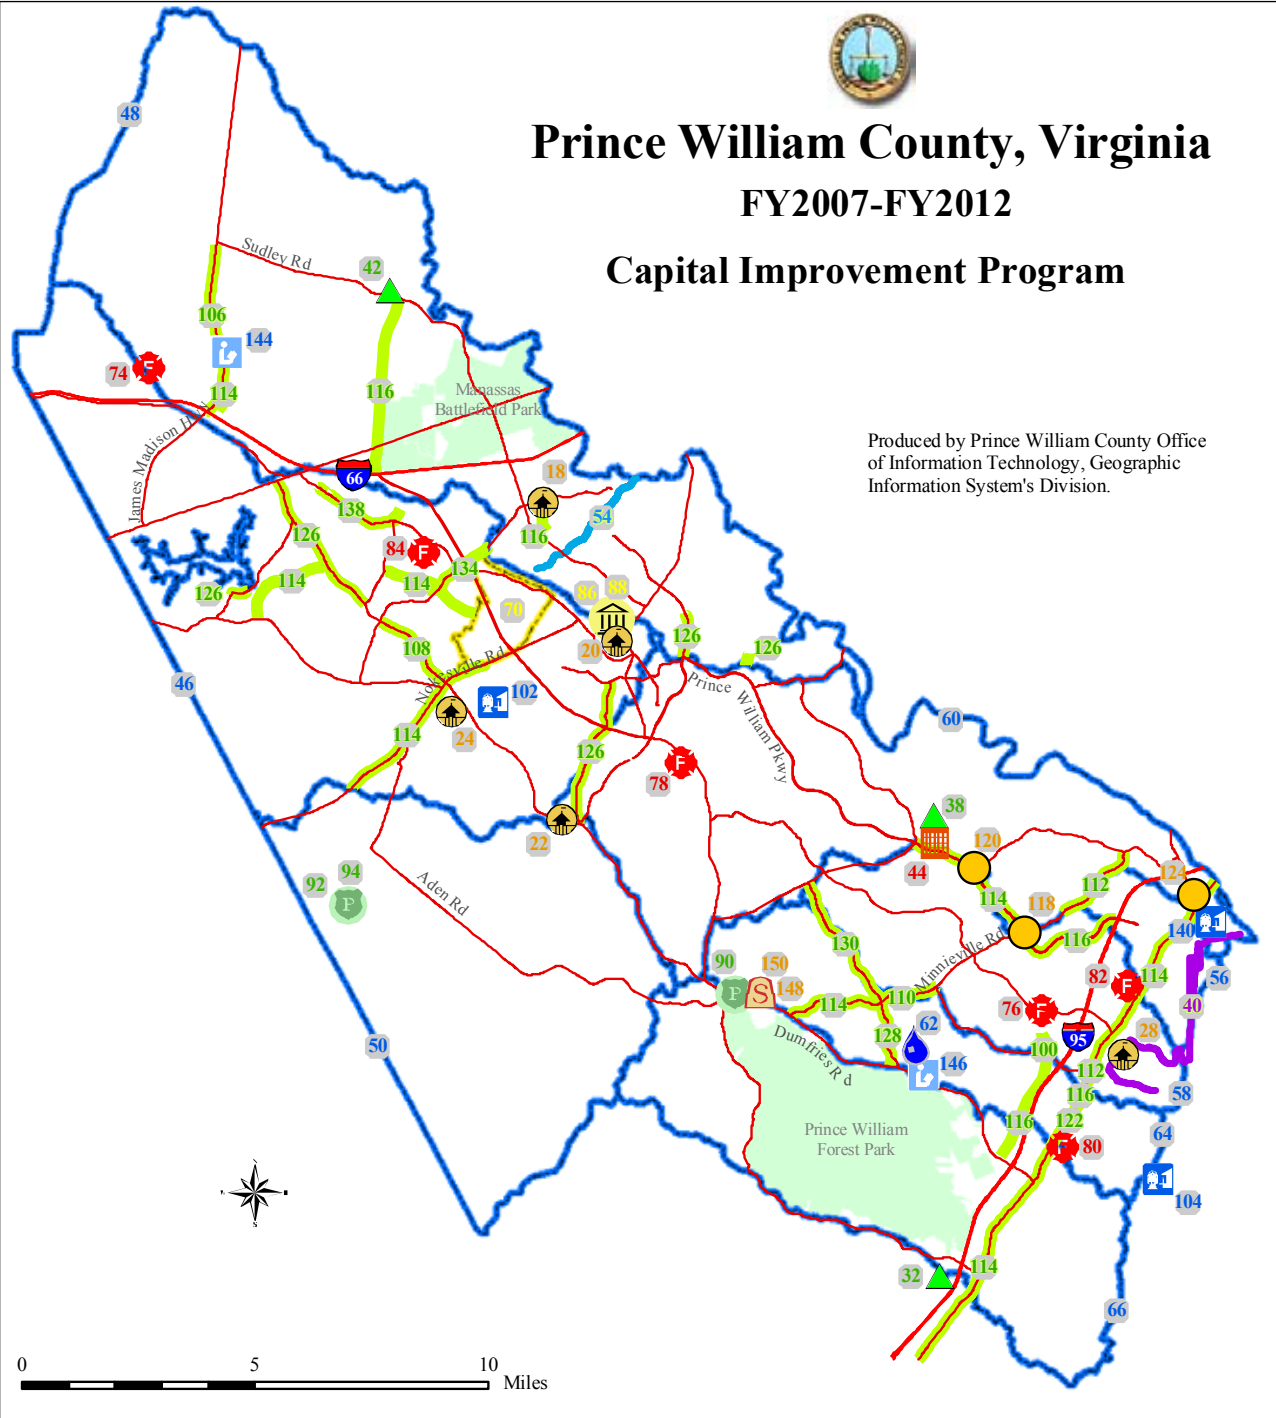 Prince William County, Virginia
FY2007-FY2012
Capital Improvement Program
Produced by Prince William County Office
of Information Technology, Geographic
Information System's Division.
48
Sudley Rd
42
106
144
74
F
114
116
Manassas
Battlefield Park
James Madison Hwy
66
18
138
54
126
116
84
F
134
114
114
126
86
88
70
20
126
126
108
Nokesville Rd
46
102
Prince William Pkwy
60
24
114
126
F
78
38
22
120
44
124
94
92
P
Aden Rd
112
114
118
130
116
140
Minnieville Rd
90
P
150
S
148
82
F
114
56
110
114
40
76
F
62
128
28
95
50
100
Dumfries Rd
146
112
116
58
116
122
64
Prince William
Forest Park
F
80
104
32
114
66
0
5
10
Miles